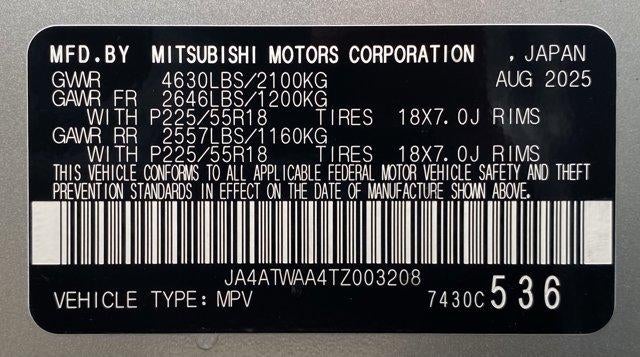 MFD.BY MITSUBISHI MOTORS CORPORATION , JAPAN
GWR 4630LBS/2100KG AUG 2025
GAWR FR 2646LBS/1200KG
WITH P225/55R18 TIRES 18X7.0J RIMS
GAWR RR 2557LBS/1160KG
WITH P225/55R18 TIRES 18X7.0J RIMS
THIS VEHICLE CONFORMS TO ALL APPLICABLE FEDERAL MOTOR VEHICLE SAFETY AND THEFT
PREVENTION STANDARDS IN EFFECT ON THE DATE OF MANUFACTURE SHOWN ABOVE.
JA4ATWAA4TZ003208
VEHICLE TYPE: MPV 7430C 536